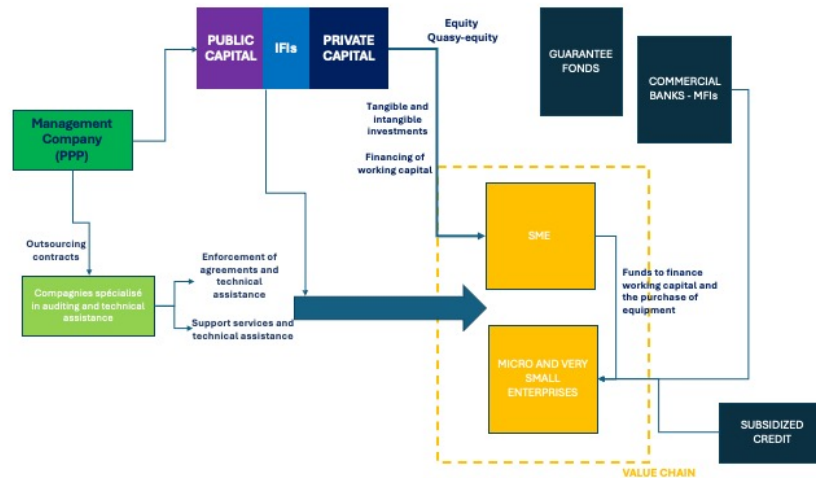 PUBLIC
CAPITAL
IFIs
PRIVATE
CAPITAL
Equity
Quasy-equity
GUARANTEE
FONDS
COMMERCIAL
BANKS - MFIs
Tangible and
intangible
investments
Financing of
working capital
Management
Company
(PPP)
SME
Outsourcing
contracts
Enforcement of
agreements and
technical
assistance
Funds to finance
working capital and
the purchase of
equipment
Compagnies spécialisé
in auditing and technical
assistance
Support services and
technical assistance
MICRO AND VERY
SMALL
ENTERPRISES
SUBSIDIZED
CREDIT
VALUE CHAIN